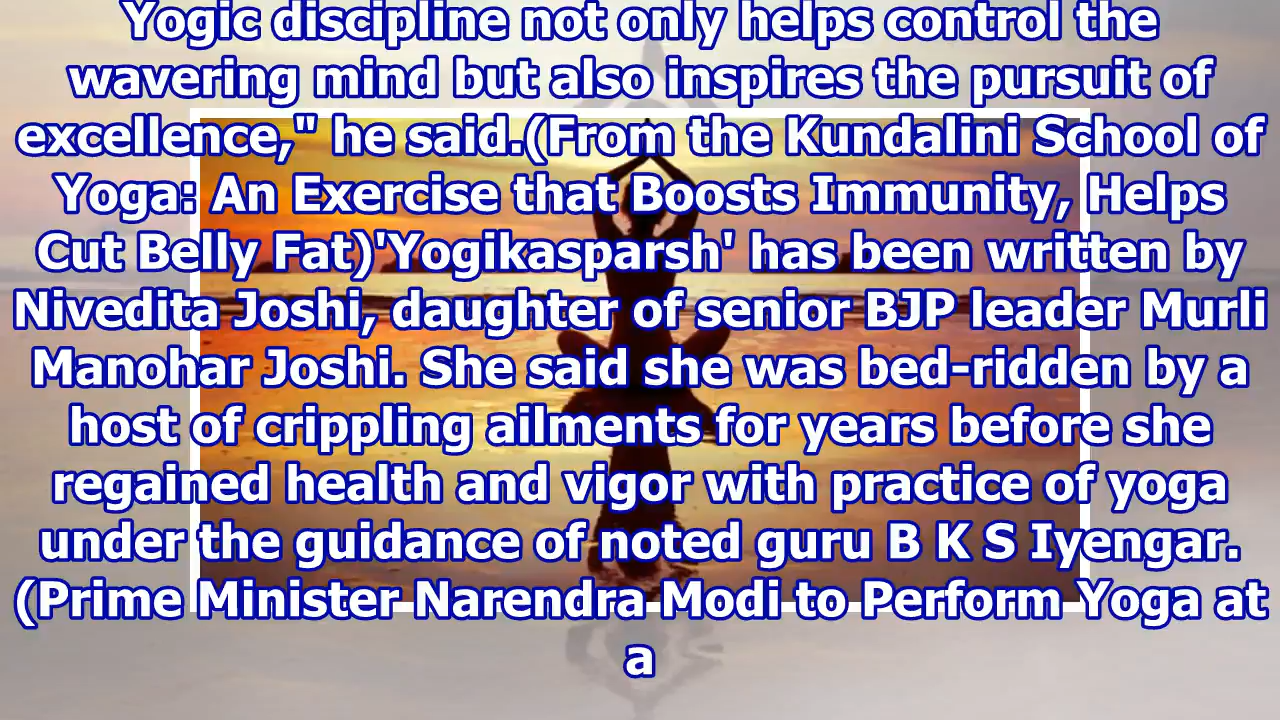 Yogic discipline not only helps control the
wavering mind but also inspires the pursuit of
excellence," he said.(From the Kundalini School of
Yoga: An Exercise that Boosts Immunity, Helps
Cut Belly Fat)'Yogikasparsh' has been written by
Nivedita Joshi, daughter of senior BJP leader Murli
Manohar Joshi. She said she was bed-ridden by a
host of crippling ailments for years before she
regained health and vigor with practice of yoga
under the guidance of noted guru B K S Iyengar.
(Prime Minister Narendra Modi to Perform Yoga at
a